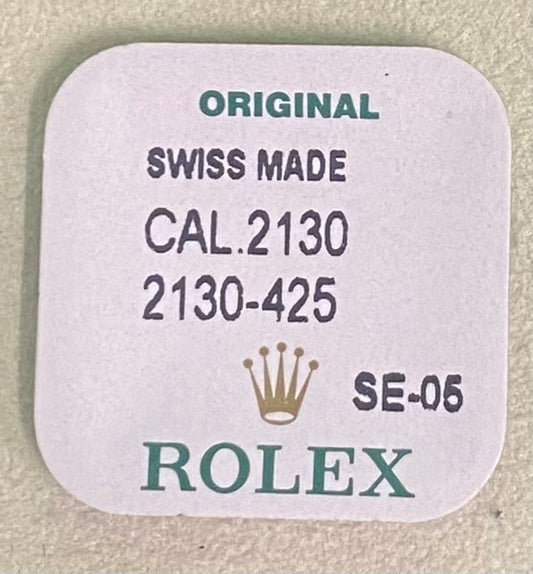 ORIGINAL
SWISS MADE
CAL.2130
2130-425
SE-05
ROLEX